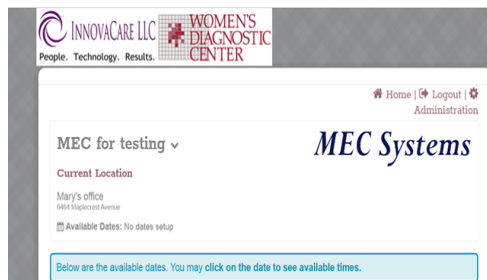 INNOVACARE LLC
People. Technology. Results.
WOMEN'S
DIAGNOSTIC
CENTER
Home | Logout |
Administration
MEC for testing
MEC Systems
Current Location
Mary's office
6464 Maplecrest Avenue
Available Dates: No dates setup
Below are the available dates. You may click on the date to see available times.